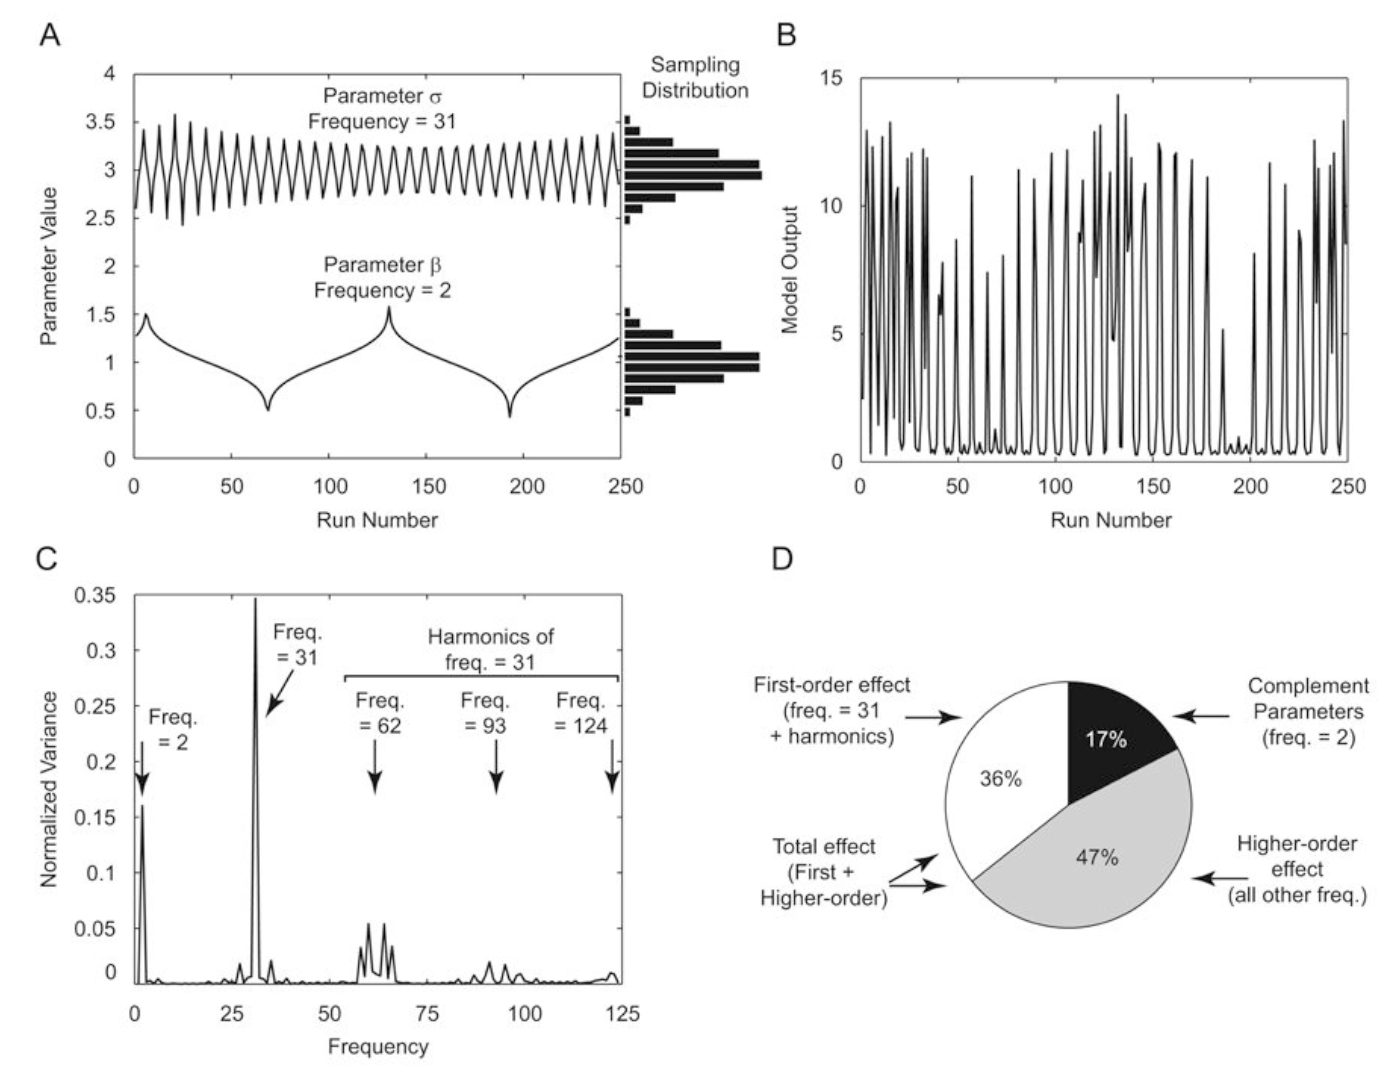 A
Sampling
Distribution
Parameter σ
Frequency = 31
Parameter β
Frequency = 2
Parameter Value
4
3.5
3
2.5
2
1.5
1
0.5
0
0 50 100 150 200 250
Run Number
B
Model Output
15
10
5
0
0 50 100 150 200 250
Run Number
C
Normalized Variance
0.35
0.3
0.25
0.2
0.15
0.1
0.05
0
Freq.
= 2
Freq.
= 31
Harmonics of
freq. = 31
Freq.
= 62
Freq.
= 93
Freq.
= 124
0 25 50 75 100 125
Frequency
D
First-order effect
(freq. = 31
+ harmonics)
Complement
Parameters
(freq. = 2)
17%
36%
47%
Total effect
(First +
Higher-order)
Higher-order
effect
(all other freq.)